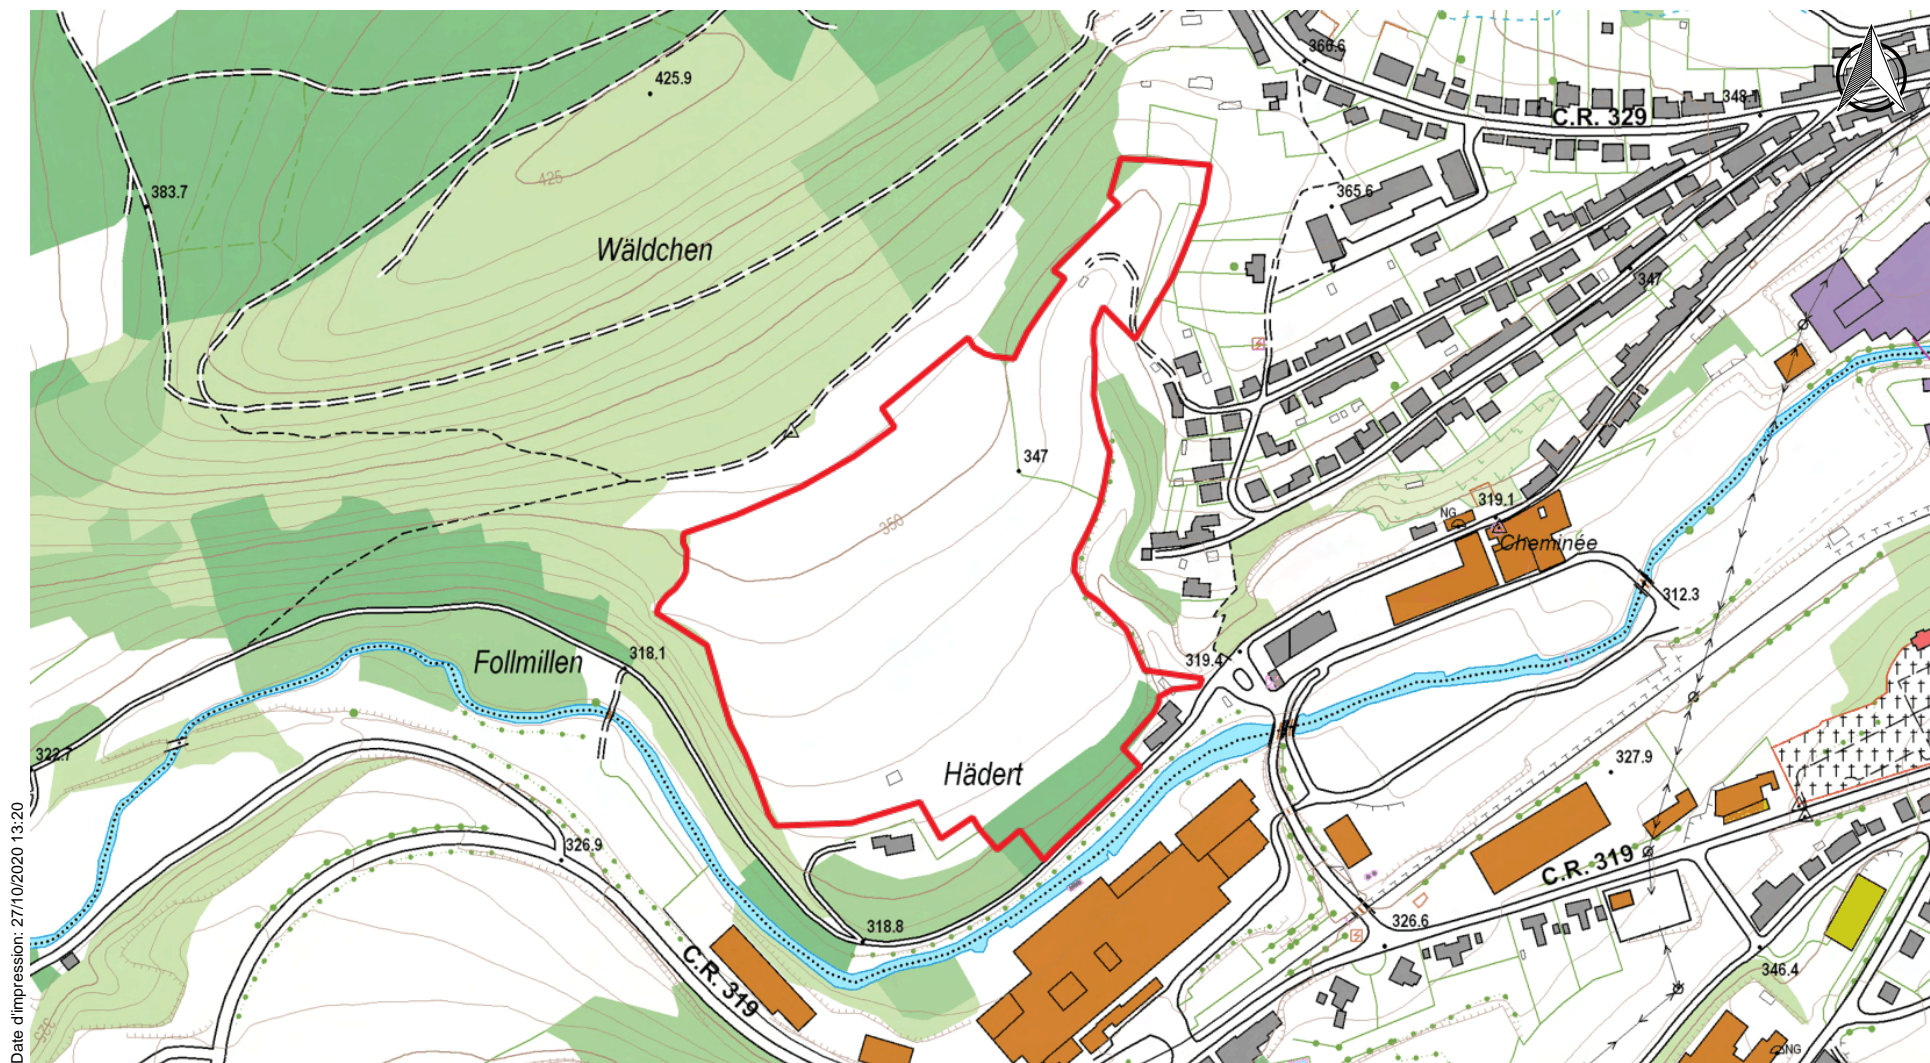 366.6
425.9
348.1
C.R. 329
425
383.7
365.6
Wäldchen
347
347
319.1
NG
350
Cheminée
312.3
319.4
318.1
Follmillen
322.7
327.9
Hädert
326.9
C.R. 319
326.6
318.8
346.4
C.R. 319
325
NG
Date d'impression: 27/10/2020 13:20